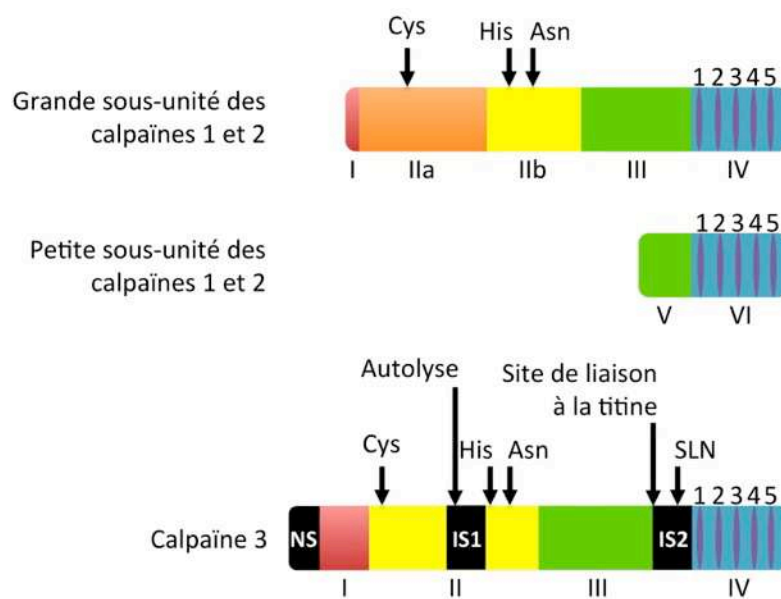 Cys
His Asn
1 2 3 4 5
Grande sous-unité des
calpaïnes 1 et 2
I IIa IIb III IV
1 2 3 4 5
Petite sous-unité des
calpaïnes 1 et 2
V VI
Autolyse
Site de liaison
à la titine
Cys
His Asn
SLN
1 2 3 4 5
Calpaïne 3
NS IS1 IS2
I II III IV